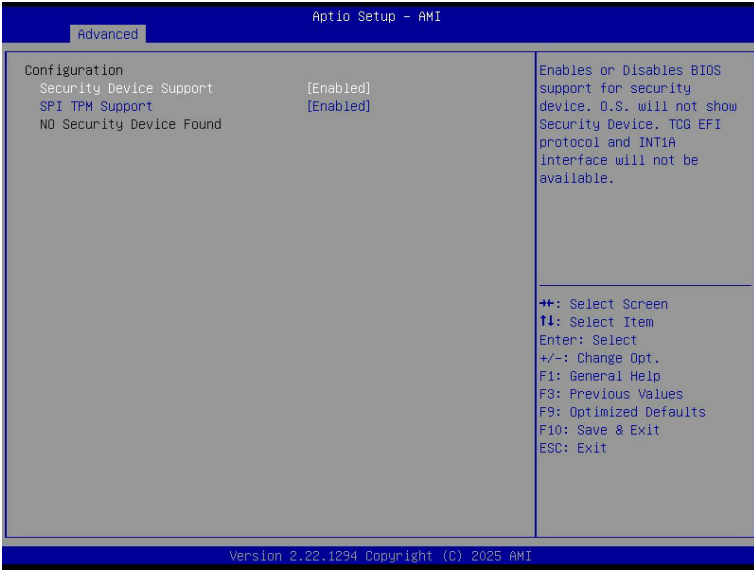 Aptio Setup – AMI
Advanced
Configuration
Security Device Support [Enabled]
SPI TPM Support [Enabled]
NO Security Device Found
Enables or Disables BIOS
support for security
device. O.S. will not show
Security Device. TCG EFI
protocol and INT1A
interface will not be
available.
→←: Select Screen
↑↓: Select Item
Enter: Select
+/-: Change Opt.
F1: General Help
F3: Previous Values
F9: Optimized Defaults
F10: Save & Exit
ESC: Exit
Version 2.22.1294 Copyright (C) 2025 AMI